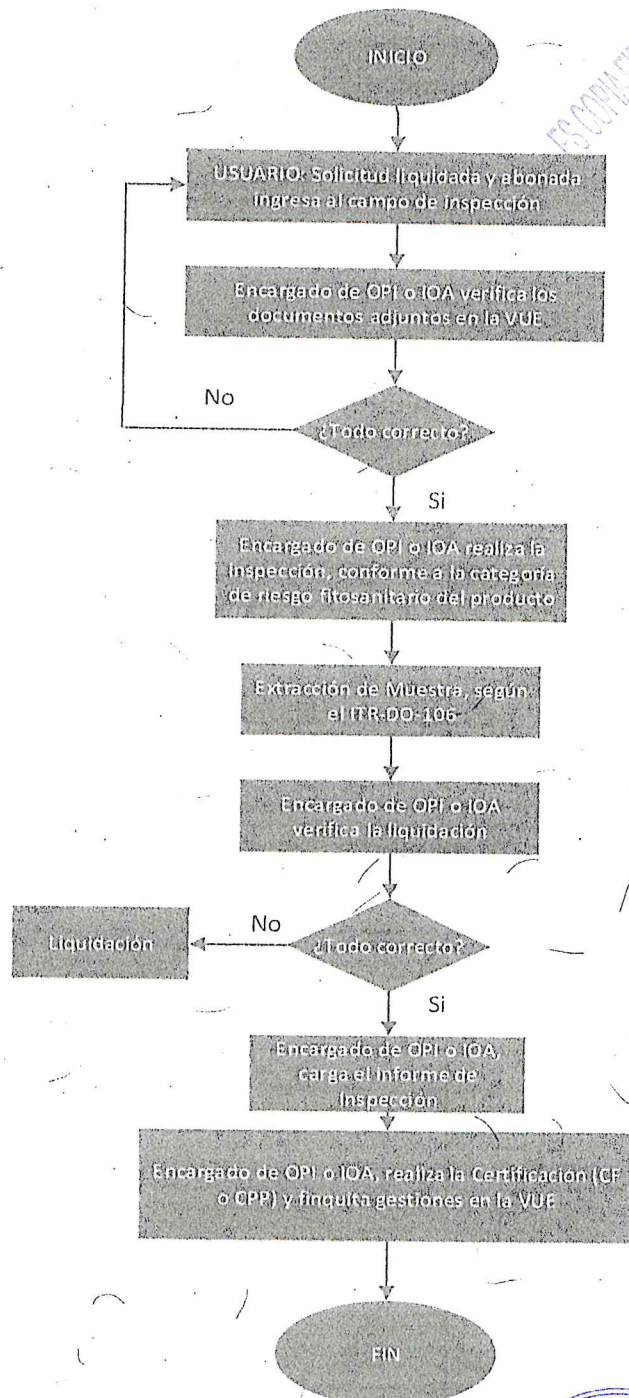 INICIO
ES COPIA
USUARIO: Solicitud liquidada y abonada
ingresa al campo de Inspección
Encargado de OPI o IOA verifica los
documentos adjuntos en la VUE
No
¿Todo correcto?
Si
Encargado de OPI o IOA realiza la
Inspección, conforme a la categoría
de riesgo fitosanitario del producto
Extracción de Muestra, según
el ITR-DO-106
Encargado de OPI o IOA
verifica la liquidación
Liquidación
No
¿Todo correcto?
Si
Encargado de OPI o IOA,
carga el informe de
Inspección
Encargado de OPI o IOA, realiza la Certificación (CF
o CPP) y finquita gestiones en la VUE
FIN